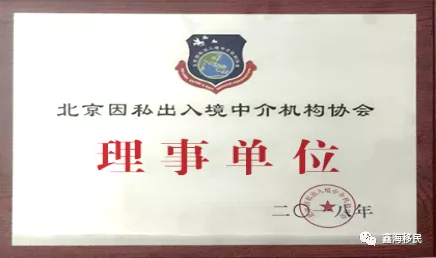 北京因私出入境中介机构协会
理事单位
二〇一八年
鑫海移民